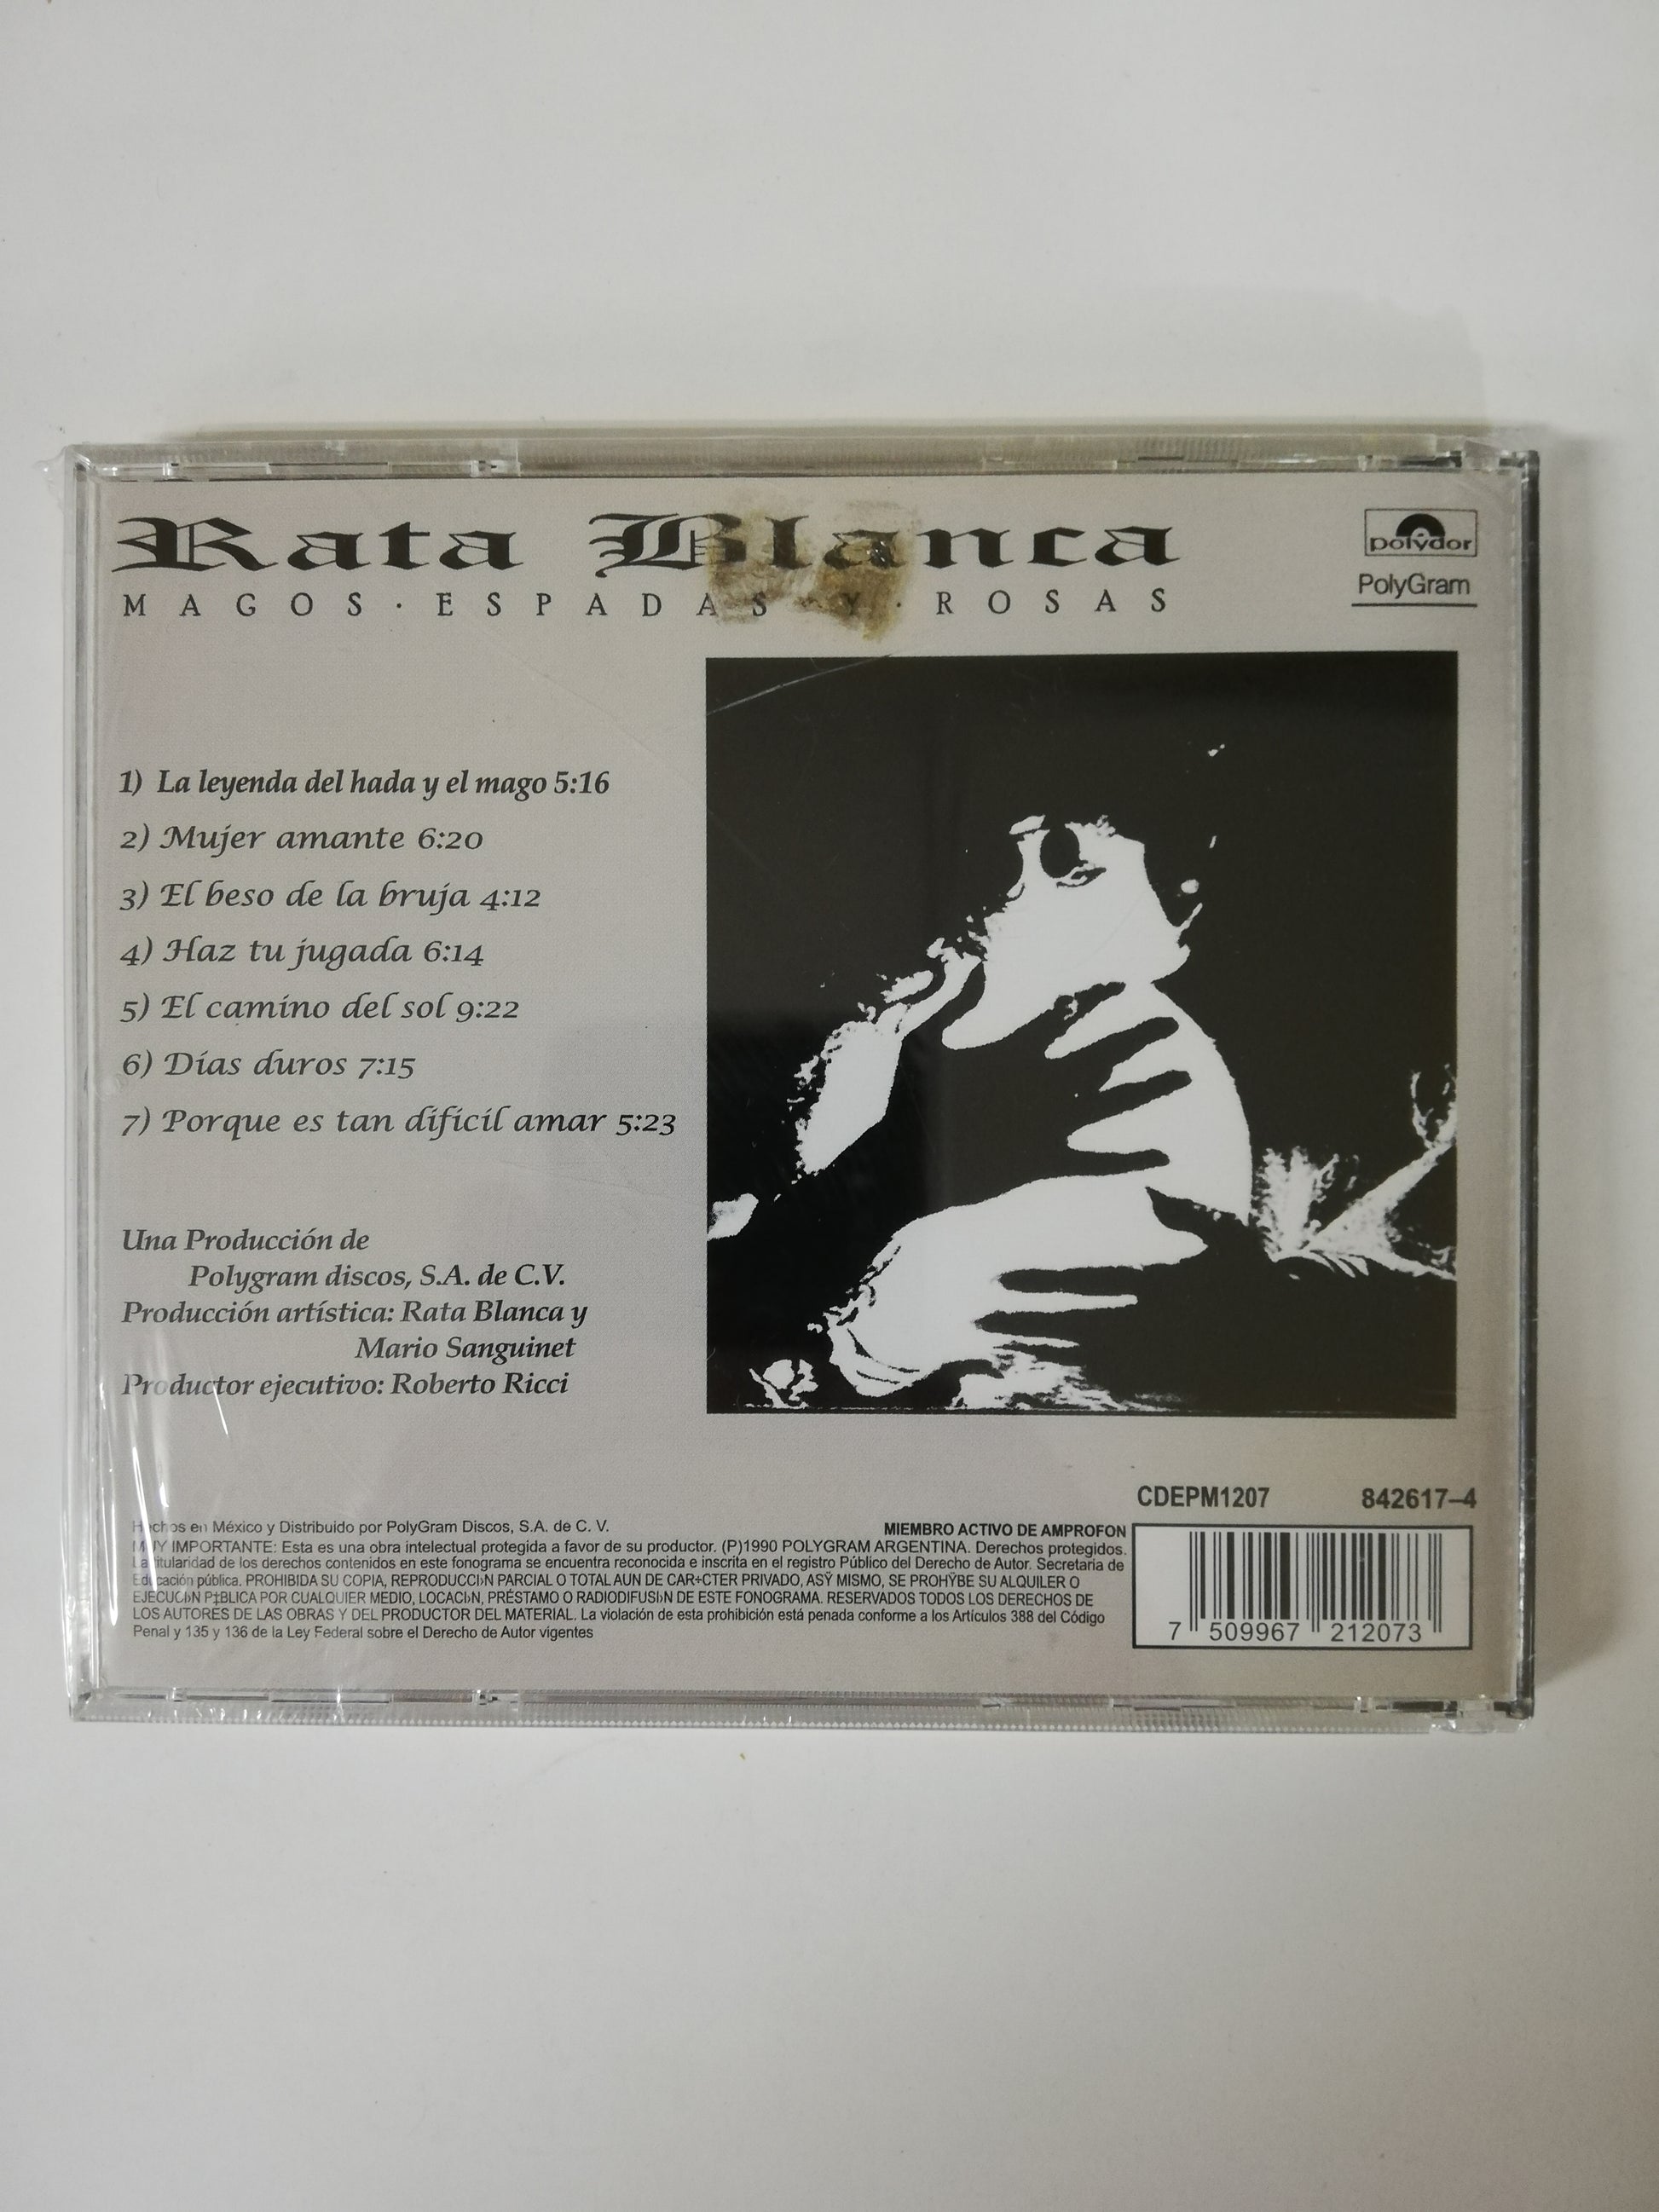 Rata Blanca
MAGOS · ESPADAS Y · ROSAS
polydor
PolyGram
1) La leyenda del hada y el mago 5:16
2) Mujer amante 6:20
3) El beso de la bruja 4:12
4) Haz tu jugada 6:14
5) El camino del sol 9:22
6) Días duros 7:15
7) Porque es tan difícil amar 5:23
Una Producción de
Polygram discos, S.A. de C.V.
Producción artística: Rata Blanca y
Mario Sanguinet
Productor ejecutivo: Roberto Ricci
CDEPM1207 842617–4
Hechos en México y Distribuido por PolyGram Discos, S.A. de C. V. MIEMBRO ACTIVO DE AMPROFON
MUY IMPORTANTE: Esta es una obra intelectual protegida a favor de su productor. (P)1990 POLYGRAM ARGENTINA. Derechos protegidos.
La titularidad de los derechos contenidos en este fonograma se encuentra reconocida e inscrita en el registro Público del Derecho de Autor. Secretaria de
Educación pública. PROHIBIDA SU COPIA, REPRODUCCIÞN PARCIAL O TOTAL AUN DE CAR÷CTER PRIVADO, ASŸ MISMO, SE PROHŸBE SU ALQUILER O
EJECUCIÞN P‡BLICA POR CUALQUIER MEDIO, LOCACIÞN, PRÉSTAMO O RADIODIFUSIÞN DE ESTE FONOGRAMA. RESERVADOS TODOS LOS DERECHOS DE
LOS AUTORES DE LAS OBRAS Y DEL PRODUCTOR DEL MATERIAL. La violación de esta prohibición está penada conforme a los Artículos 388 del Código
Penal y 135 y 136 de la Ley Federal sobre el Derecho de Autor vigentes
7 509967 212073